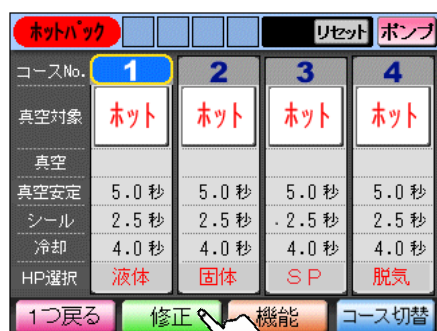 ホットパック リセット ポンプ
コースNo. 1 2 3 4
真空対象 ホット ホット ホット ホット
真空
真空安定 5.0秒 5.0秒 5.0秒 5.0秒
シール 2.5秒 2.5秒 2.5秒 2.5秒
冷却 4.0秒 4.0秒 4.0秒 4.0秒
HP選択 液体 固体 SP 脱気
1つ戻る 修正 機能 コース切替